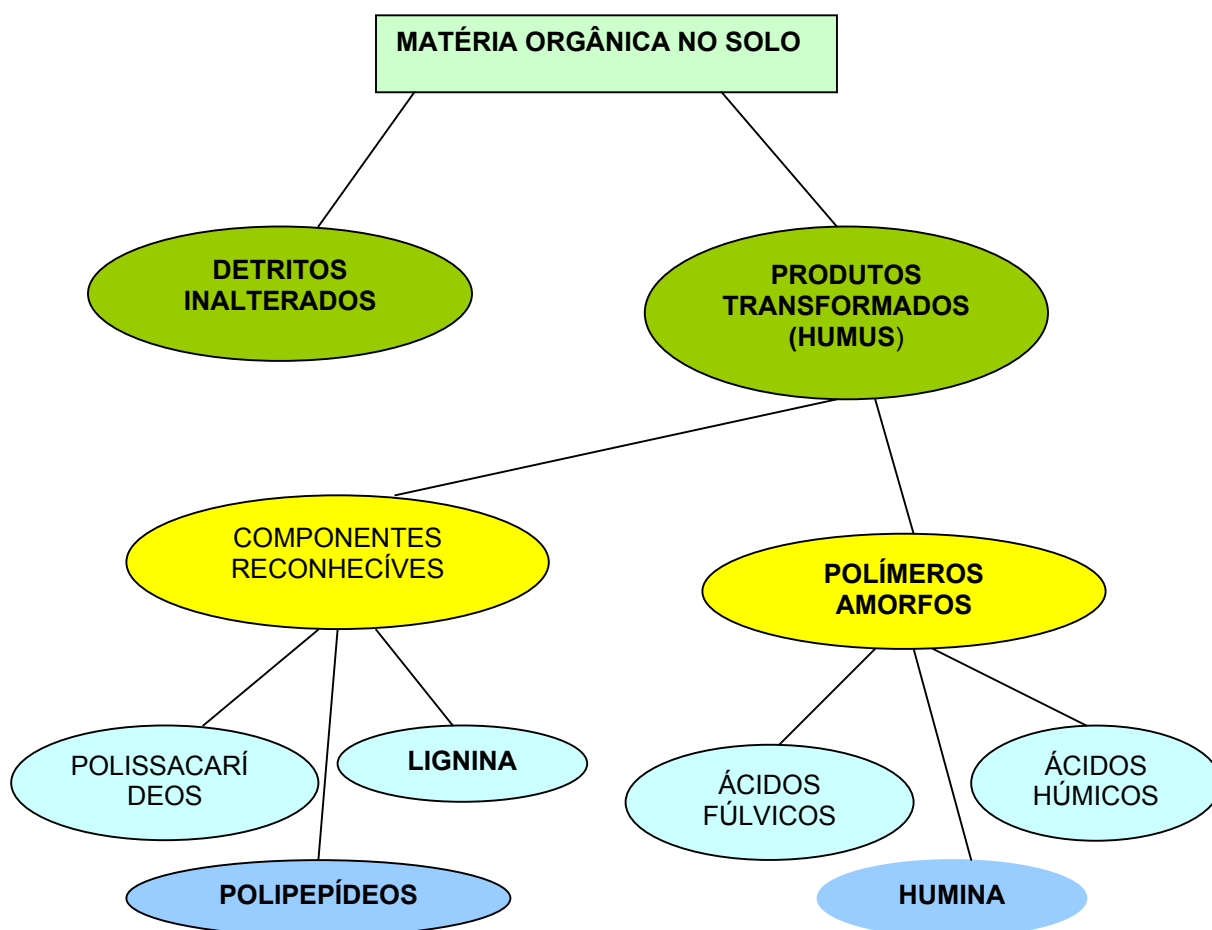 MATÉRIA ORGÂNICA NO SOLO
DETRITOS
INALTERADOS
PRODUTOS
TRANSFORMADOS
(HUMUS)
COMPONENTES
RECONHECÍVES
POLÍMEROS
AMORFOS
POLISSACARÍ
DEOS
LIGNINA
ÁCIDOS
FÚLVICOS
ÁCIDOS
HÚMICOS
POLIPEPÍDEOS
HUMINA